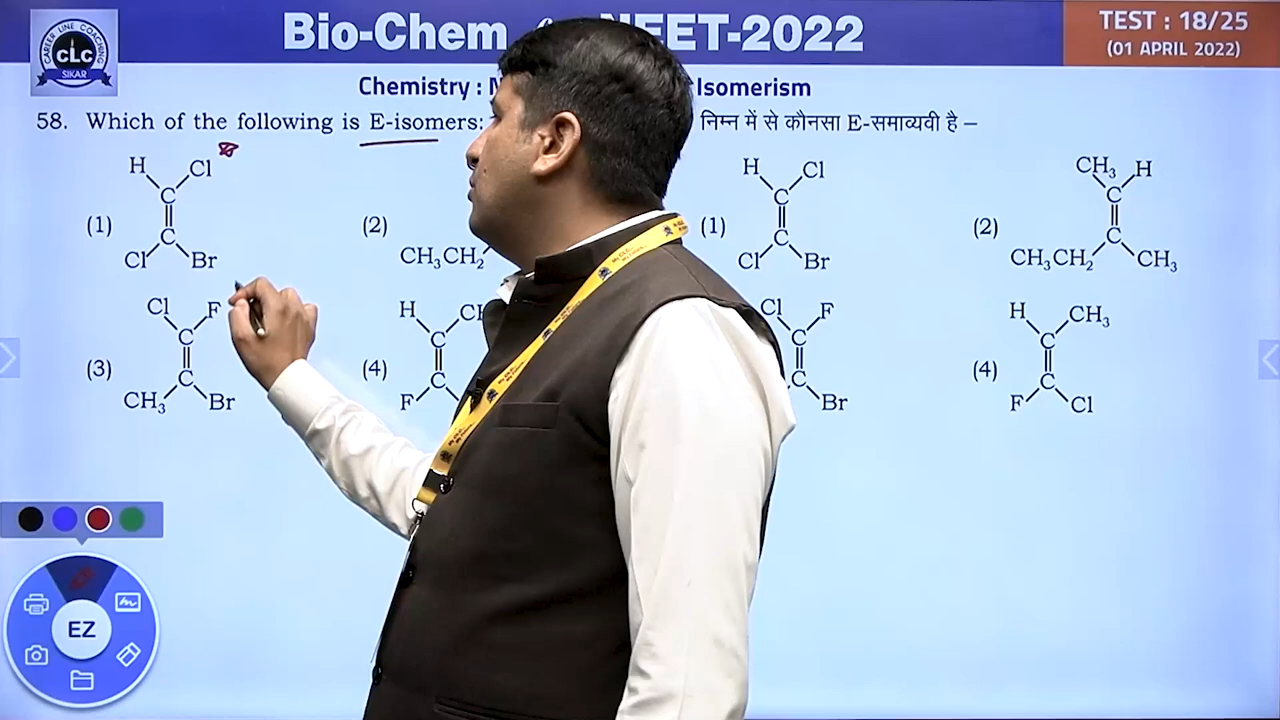 CAREER LINE COACHING
CLC
SIKAR
Bio-Chem NEET-2022
TEST : 18/25
(01 APRIL 2022)
Chemistry : Isomerism
58. Which of the following is E-isomers:
निम्न में से कौनसा E-समाव्यवी है –
(1) H Cl C C Cl Br
(2) CH₃CH₂
(3) Cl F C C CH₃ Br
(4) H C C F
(1) H Cl C C Cl Br
(2) CH₃ H C C CH₃CH₂ CH₃
Cl F C C Br
(4) H CH₃ C C F Cl
EZ